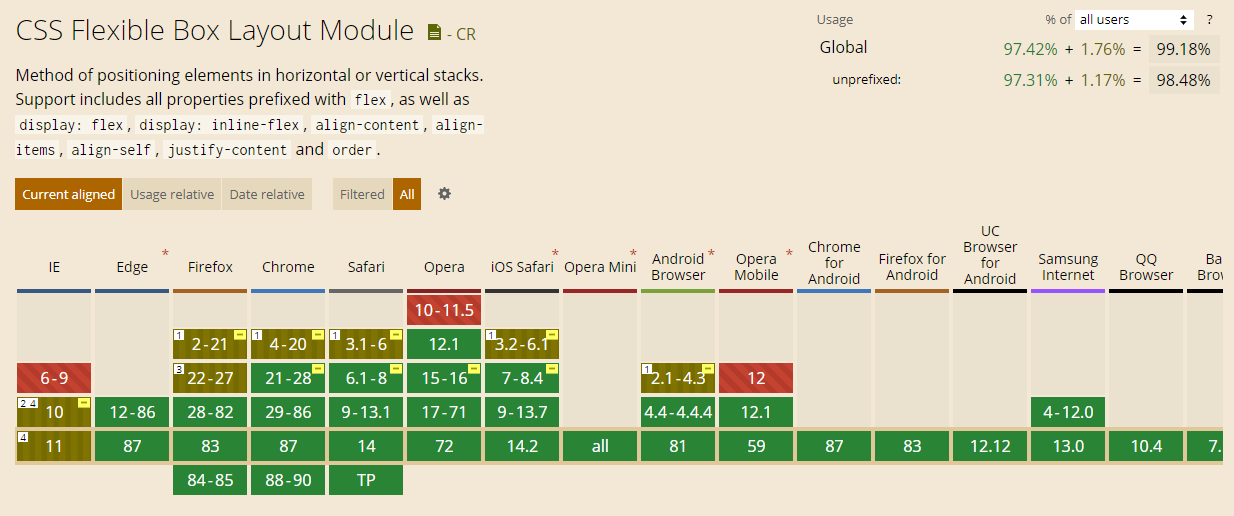 CSS Flexible Box Layout Module - CR
Usage % of all users ?
Global 97.42% + 1.76% = 99.18%
unprefixed: 97.31% + 1.17% = 98.48%
Method of positioning elements in horizontal or vertical stacks.
Support includes all properties prefixed with flex, as well as
display: flex, display: inline-flex, align-content, align-
items, align-self, justify-content and order.
Current aligned Usage relative Date relative Filtered All
IE Edge * Firefox Chrome Safari Opera iOS Safari * Opera Mini * Android Browser * Opera Mobile * Chrome for Android Firefox for Android UC Browser for Android Samsung Internet QQ Browser Ba Brow
10-11.5
1 2-21 1 4-20 1 3.1-6 12.1 1 3.2-6.1
6-9 3 22-27 21-28 6.1-8 15-16 7-8.4 1 2.1-4.3 12
2 4 10 12-86 28-82 29-86 9-13.1 17-71 9-13.7 4.4-4.4.4 12.1 4-12.0
4 11 87 83 87 14 72 14.2 all 81 59 87 83 12.12 13.0 10.4 7.
84-85 88-90 TP